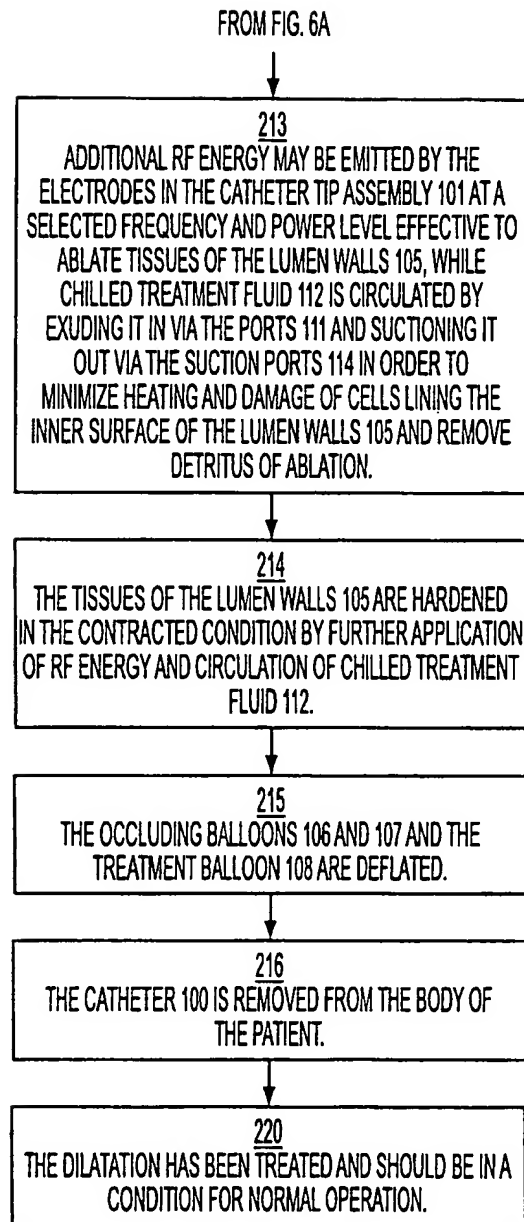 FROM FIG. 6A
213
ADDITIONAL RF ENERGY MAY BE EMITTED BY THE
ELECTRODES IN THE CATHETER TIP ASSEMBLY 101 AT A
SELECTED FREQUENCY AND POWER LEVEL EFFECTIVE TO
ABLATE TISSUES OF THE LUMEN WALLS 105, WHILE
CHILLED TREATMENT FLUID 112 IS CIRCULATED BY
EXUDING IT IN VIA THE PORTS 111 AND SUCTIONING IT
OUT VIA THE SUCTION PORTS 114 IN ORDER TO
MINIMIZE HEATING AND DAMAGE OF CELLS LINING THE
INNER SURFACE OF THE LUMEN WALLS 105 AND REMOVE
DETRITUS OF ABLATION.
214
THE TISSUES OF THE LUMEN WALLS 105 ARE HARDENED
IN THE CONTRACTED CONDITION BY FURTHER APPLICATION
OF RF ENERGY AND CIRCULATION OF CHILLED TREATMENT
FLUID 112.
215
THE OCCLUDING BALLOONS 106 AND 107 AND THE
TREATMENT BALLOON 108 ARE DEFLATED.
216
THE CATHETER 100 IS REMOVED FROM THE BODY OF
THE PATIENT.
220
THE DILATATION HAS BEEN TREATED AND SHOULD BE IN A
CONDITION FOR NORMAL OPERATION.